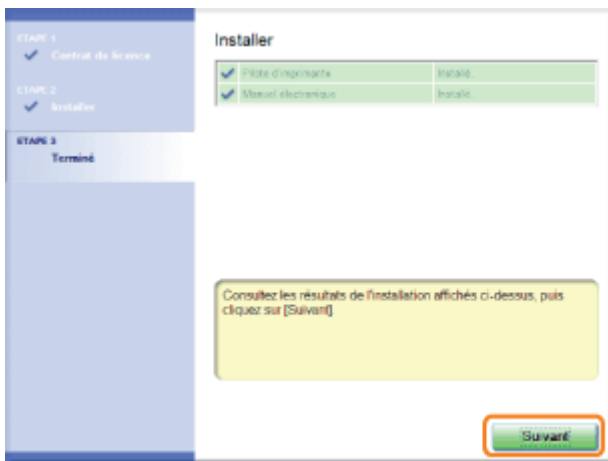 ETAPE 1
Contrat de licence
ETAPE 2
Installer
ETAPE 3
Terminé
Installer
Pilote d'imprimante
Installé.
Manuel électronique
Installé.
Consultez les résultats de l'installation affichés ci-dessus, puis
cliquez sur [Suivant].
Suivant